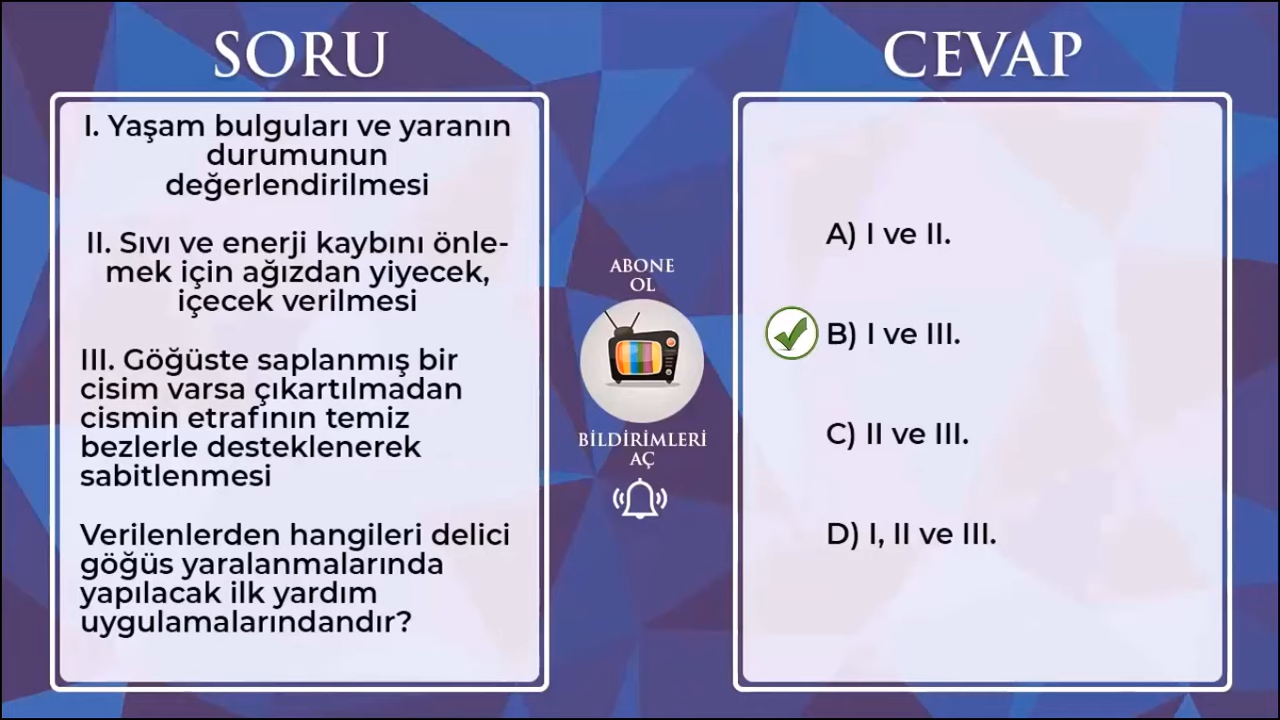 SORU
I. Yaşam bulguları ve yaranın
durumunun
değerlendirilmesi
II. Sıvı ve enerji kaybını önle-
mek için ağızdan yiyecek,
içecek verilmesi
III. Göğüste saplanmış bir
cisim varsa çıkartılmadan
cismin etrafının temiz
bezlerle desteklenerek
sabitlenmesi
Verilenlerden hangileri delici
göğüs yaralanmalarında
yapılacak ilk yardım
uygulamalarındandır?
ABONE
OL
BİLDİRİMLERİ
AÇ
CEVAP
A) I ve II.
B) I ve III.
C) II ve III.
D) I, II ve III.